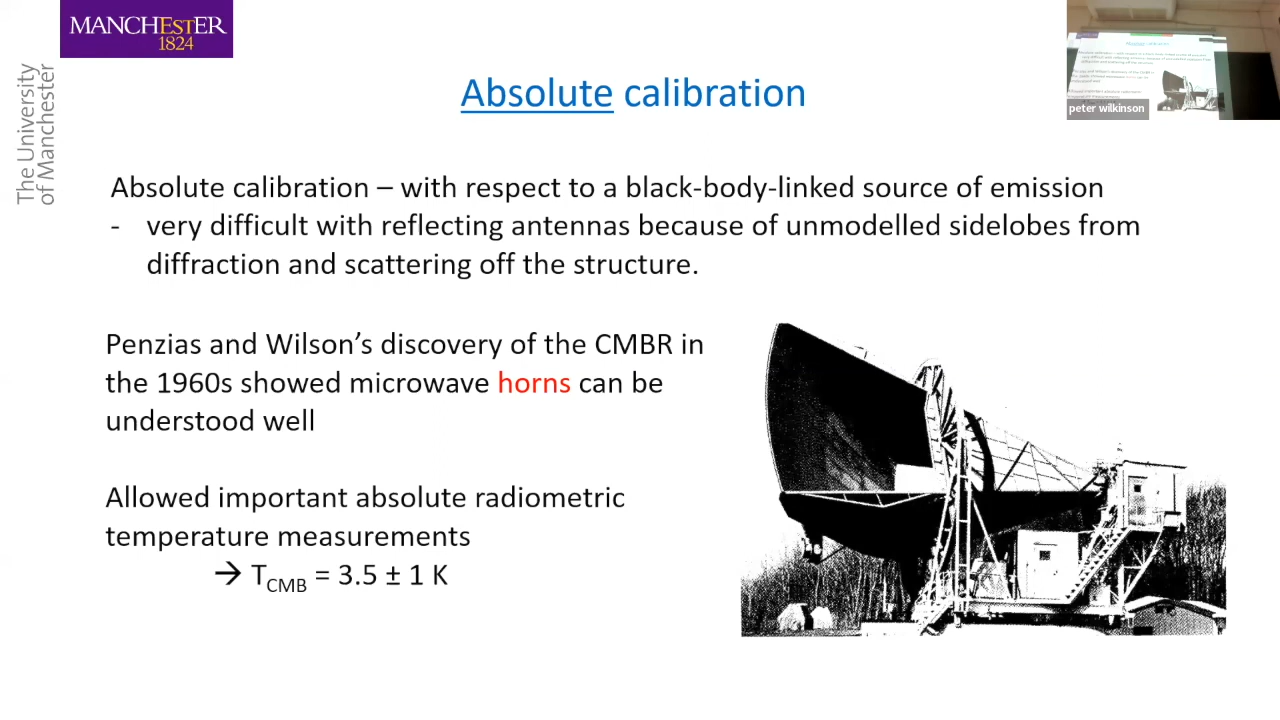 MANCHESTER
1824
The University
of Manchester
Absolute calibration
peter wilkinson
Absolute calibration – with respect to a black-body-linked source of emission
- very difficult with reflecting antennas because of unmodelled sidelobes from
diffraction and scattering off the structure.
Penzias and Wilson’s discovery of the CMBR in
the 1960s showed microwave horns can be
understood well
Allowed important absolute radiometric
temperature measurements
→ TCMB = 3.5 ± 1 K